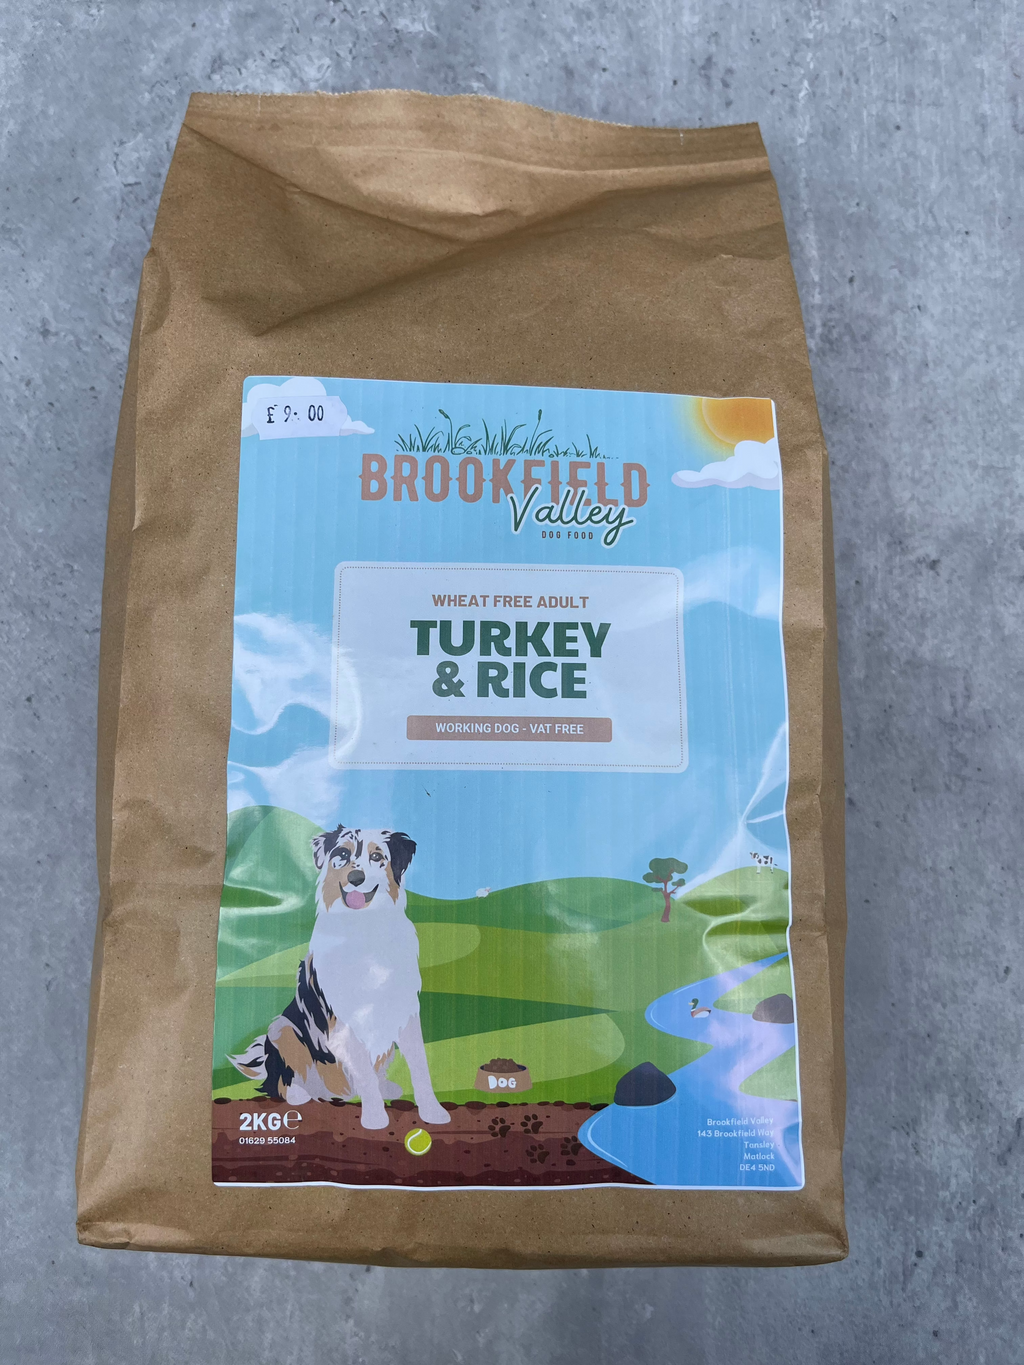 £ 9.00
BROOKFIELD
Valley
DOG FOOD
WHEAT FREE ADULT
TURKEY
& RICE
WORKING DOG - VAT FREE
DOG
2KG℮
01629 55084
Brookfield Valley
143 Brookfield Way
Tansley
Matlock
DE4 5ND